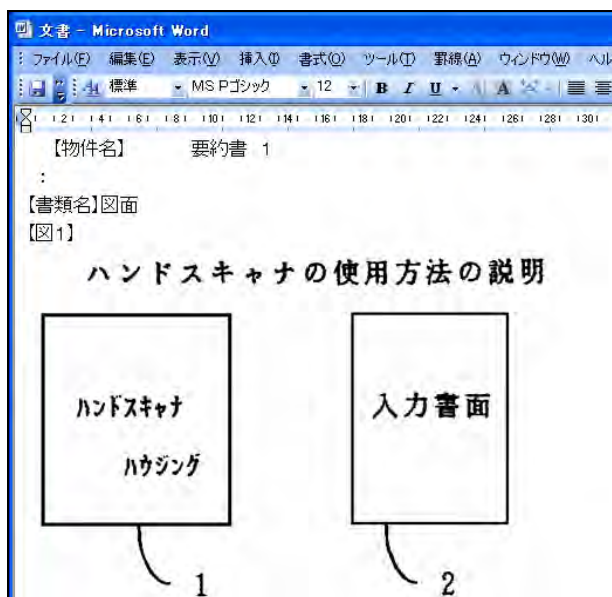 文書 - Microsoft Word
ファイル(F) 編集(E) 表示(V) 挿入(I) 書式(O) ツール(T) 罫線(A) ウィンドウ(W) ヘル
標準 MS Pゴシック 12 B I U A A
【物件名】 要約書 1
:
【書類名】図面
【図1】
ハンドスキャナの使用方法の説明
ハンドスキャナ
ハウジング
入力書面
1 2